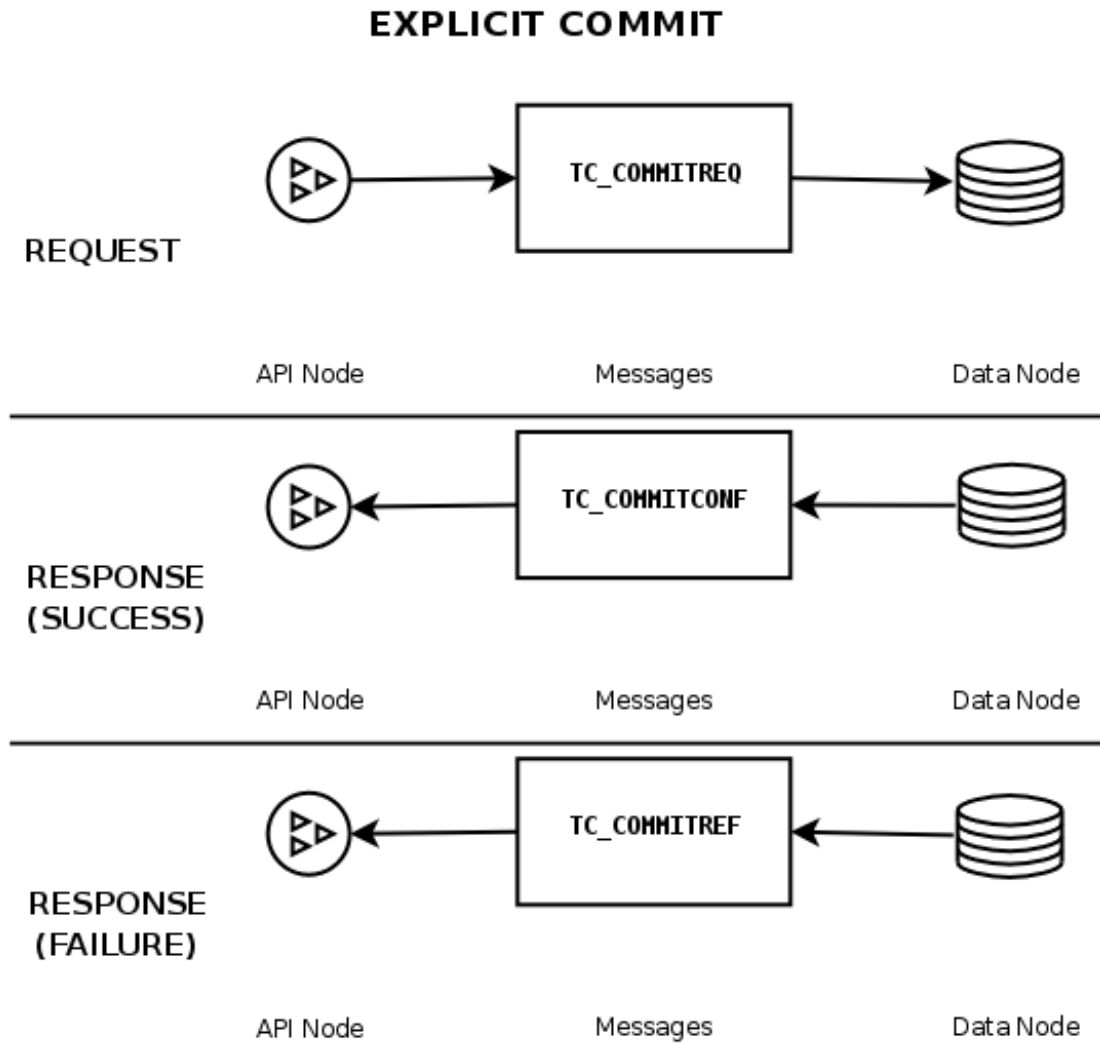 EXPLICIT COMMIT
TC_COMMITREQ
REQUEST
API Node Messages Data Node
TC_COMMITCONF
RESPONSE
(SUCCESS)
API Node Messages Data Node
TC_COMMITREF
RESPONSE
(FAILURE)
API Node Messages Data Node